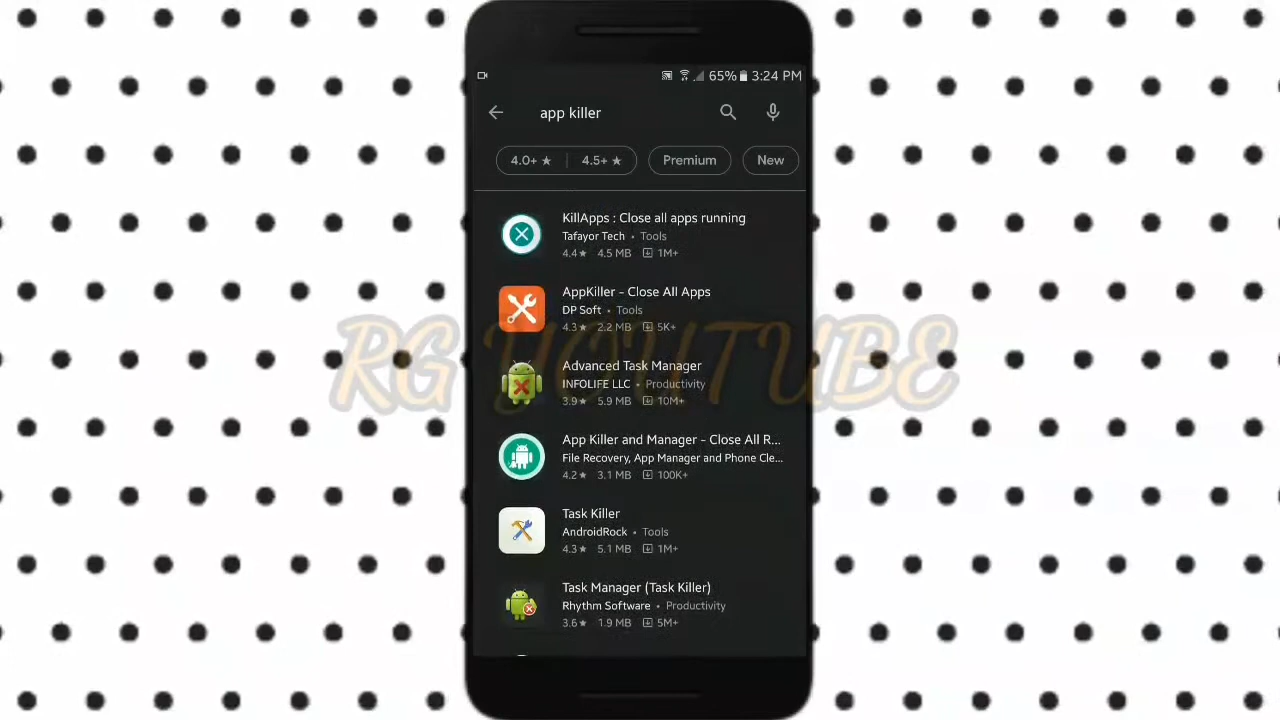 65% 3:24 PM
app killer
4.0+ ★ 4.5+ ★ Premium New
KillApps : Close all apps running
Tafayor Tech • Tools
4.4★ 4.5 MB 1M+
AppKiller - Close All Apps
DP Soft • Tools
4.3★ 2.2 MB 5K+
RG YOUTUBE
Advanced Task Manager
INFOLIFE LLC • Productivity
3.9★ 5.9 MB 10M+
App Killer and Manager - Close All R...
File Recovery, App Manager and Phone Cle...
4.2★ 3.1 MB 100K+
Task Killer
AndroidRock • Tools
4.3★ 5.1 MB 1M+
Task Manager (Task Killer)
Rhythm Software • Productivity
3.6★ 1.9 MB 5M+